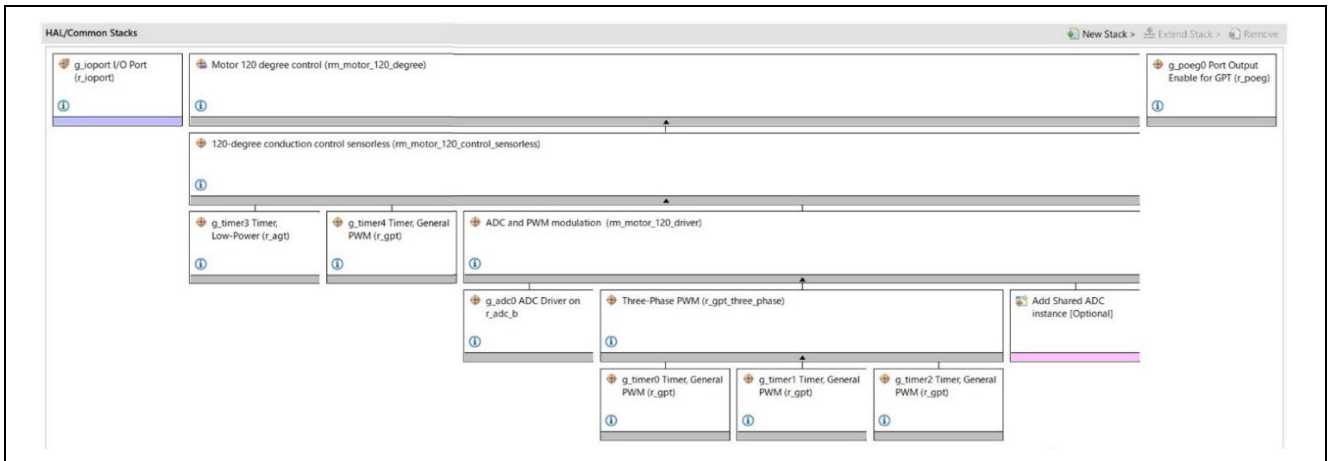 HAL/Common Stacks
New Stack >
Extend Stack >
Remove
g_ioport I/O Port
(r_ioport)
Motor 120 degree control (rm_motor_120_degree)
g_poeg0 Port Output
Enable for GPT (r_poeg)
120-degree conduction control sensorless (rm_motor_120_control_sensorless)
g_timer3 Timer,
Low-Power (r_agt)
g_timer4 Timer, General
PWM (r_gpt)
ADC and PWM modulation (rm_motor_120_driver)
g_adc0 ADC Driver on
r_adc_b
Three-Phase PWM (r_gpt_three_phase)
Add Shared ADC
instance [Optional]
g_timer0 Timer, General
PWM (r_gpt)
g_timer1 Timer, General
PWM (r_gpt)
g_timer2 Timer, General
PWM (r_gpt)